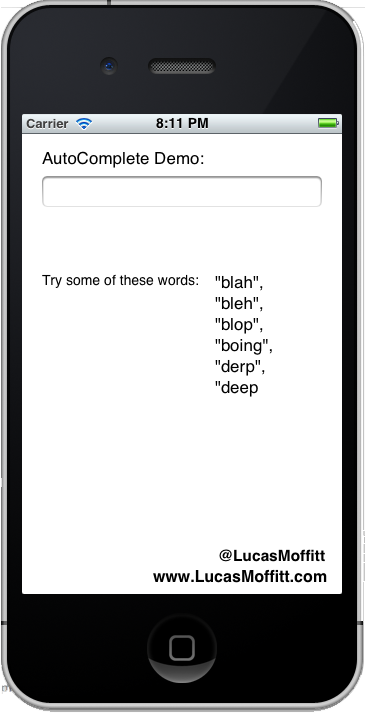 Carrier 8:11 PM
AutoComplete Demo:
Try some of these words: "blah",
"bleh",
"blop",
"boing",
"derp",
"deep
@LucasMoffitt
www.LucasMoffitt.com